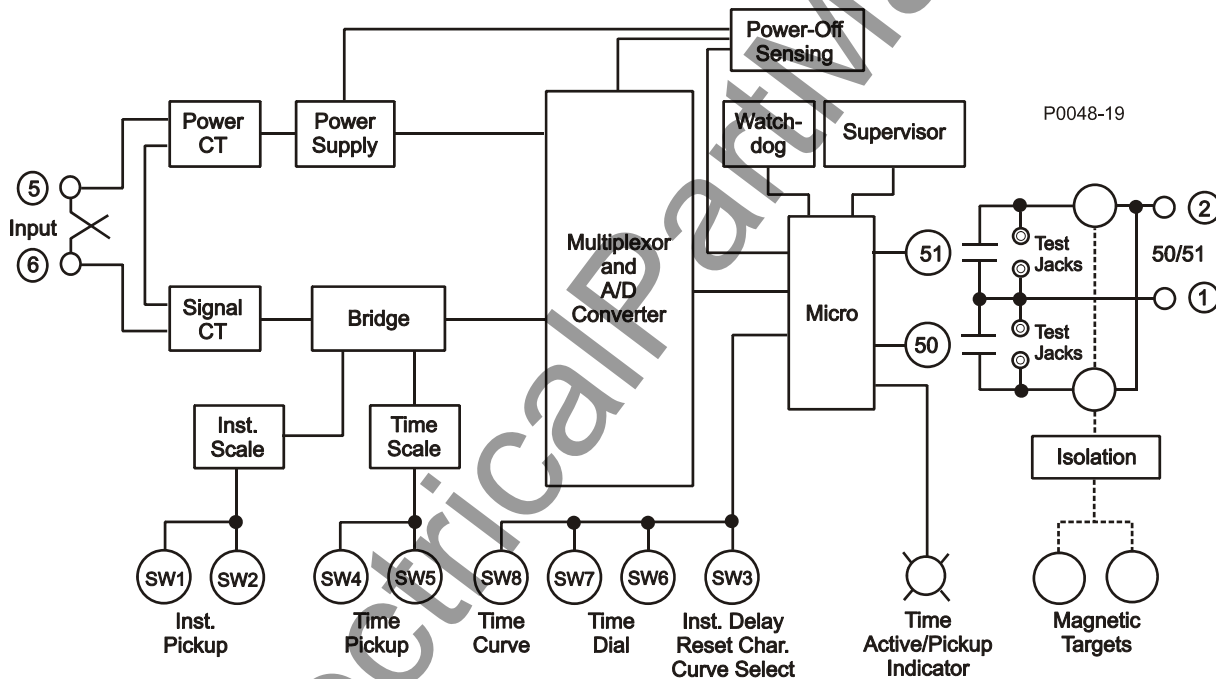 Power-Off
Sensing
P0048-19
Power
CT
Power
Supply
Watch-
dog
Supervisor
5
Input
6
2
51
Test
Jacks
50/51
Multiplexor
and
A/D
Converter
1
Signal
CT
Bridge
Micro
50
Test
Jacks
Inst.
Scale
Time
Scale
Isolation
SW1
SW2
SW4
SW5
SW8
SW7
SW6
SW3
Inst.
Pickup
Time
Pickup
Time
Curve
Time
Dial
Inst. Delay
Reset Char.
Curve Select
Time
Active/Pickup
Indicator
Magnetic
Targets